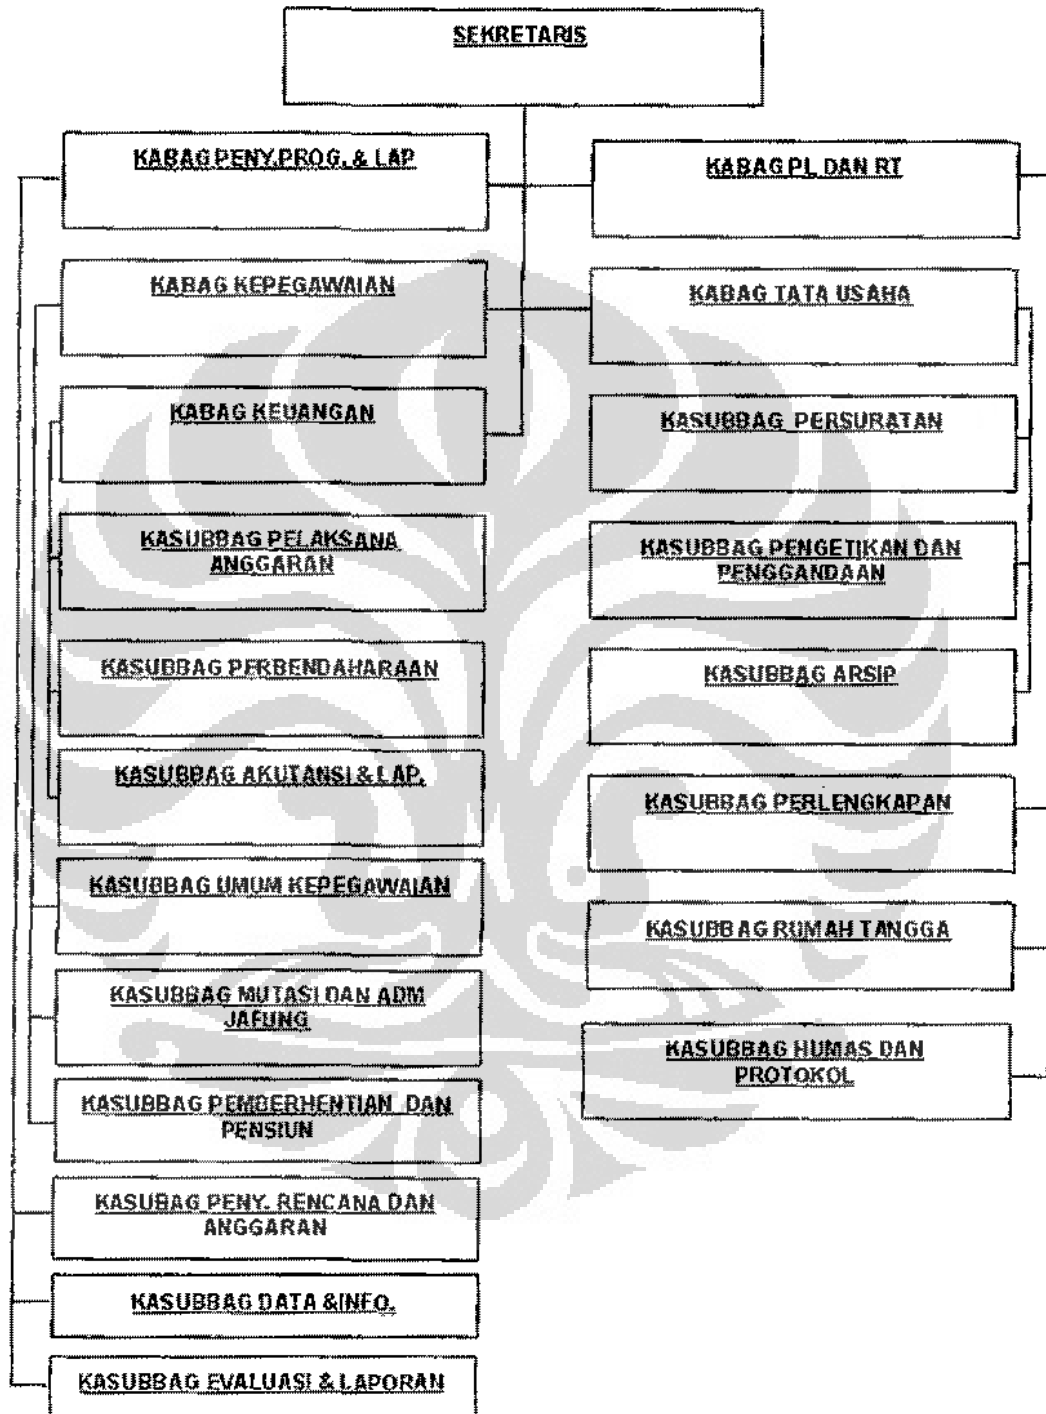 SEKRETARIS
KABAG PENY.PROG. & LAP
KABAG PL DAN RT
KABAG KEPEGAWAIAN
KABAG TATA USAHA
KABAG KEUANGAN
KASUBBAG PERSURATAN
KASUBBAG PELAKSANA
ANGGARAN
KASUBBAG PENGETIKAN DAN
PENGGANDAAN
KASUBBAG PERBENDAHARAAN
KASUBBAG ARSIP
KASUBBAG AKUTANSI & LAP.
KASUBBAG PERLENGKAPAN
KASUBBAG UMUM KEPEGAWAIAN
KASUBBAG RUMAH TANGGA
KASUBBAG MUTASI DAN ADM
JAFUNG
KASUBBAG HUMAS DAN
PROTOKOL
KASUBBAG PEMBERHENTIAN DAN
PENSIUN
KASUBAG PENY. RENCANA DAN
ANGGARAN
KASUBBAG DATA &INFO.
KASUBBAG EVALUASI & LAPORAN